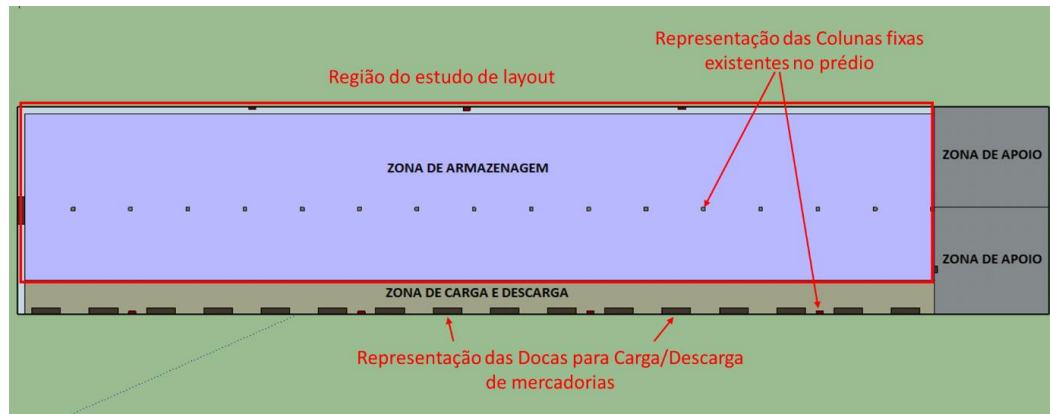 Representação das Colunas fixas
existentes no prédio
Região do estudo de layout
ZONA DE ARMAZENAGEM
ZONA DE APOIO
ZONA DE APOIO
ZONA DE CARGA E DESCARGA
Representação das Docas para Carga/Descarga
de mercadorias